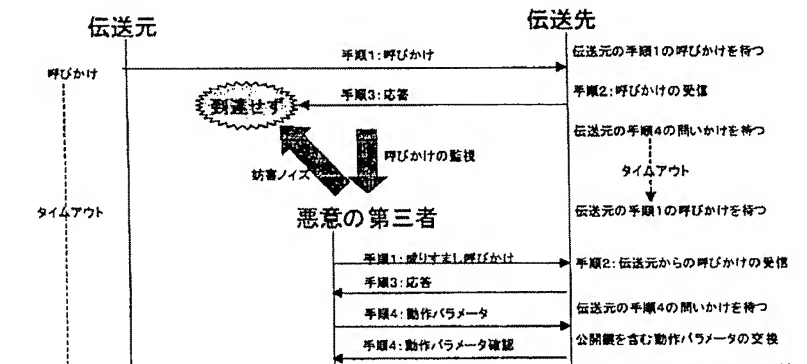 伝送元
伝送先
手順1:呼びかけ
伝送元の手順1の呼びかけを待つ
呼びかけ
手順3:応答
手順2:呼びかけの受信
到達せず
伝送元の手順4の問いかけを待つ
呼びかけの監視
妨害ノイズ
タイムアウト
タイムアウト
悪意の第三者
伝送元の手順1の呼びかけを待つ
手順1:成りすまし呼びかけ
手順2:伝送元からの呼びかけの受信
手順3:応答
手順4:動作パラメータ
伝送元の手順4の問いかけを待つ
手順4:動作パラメータ確認
公開鍵を含む動作パラメータの交換